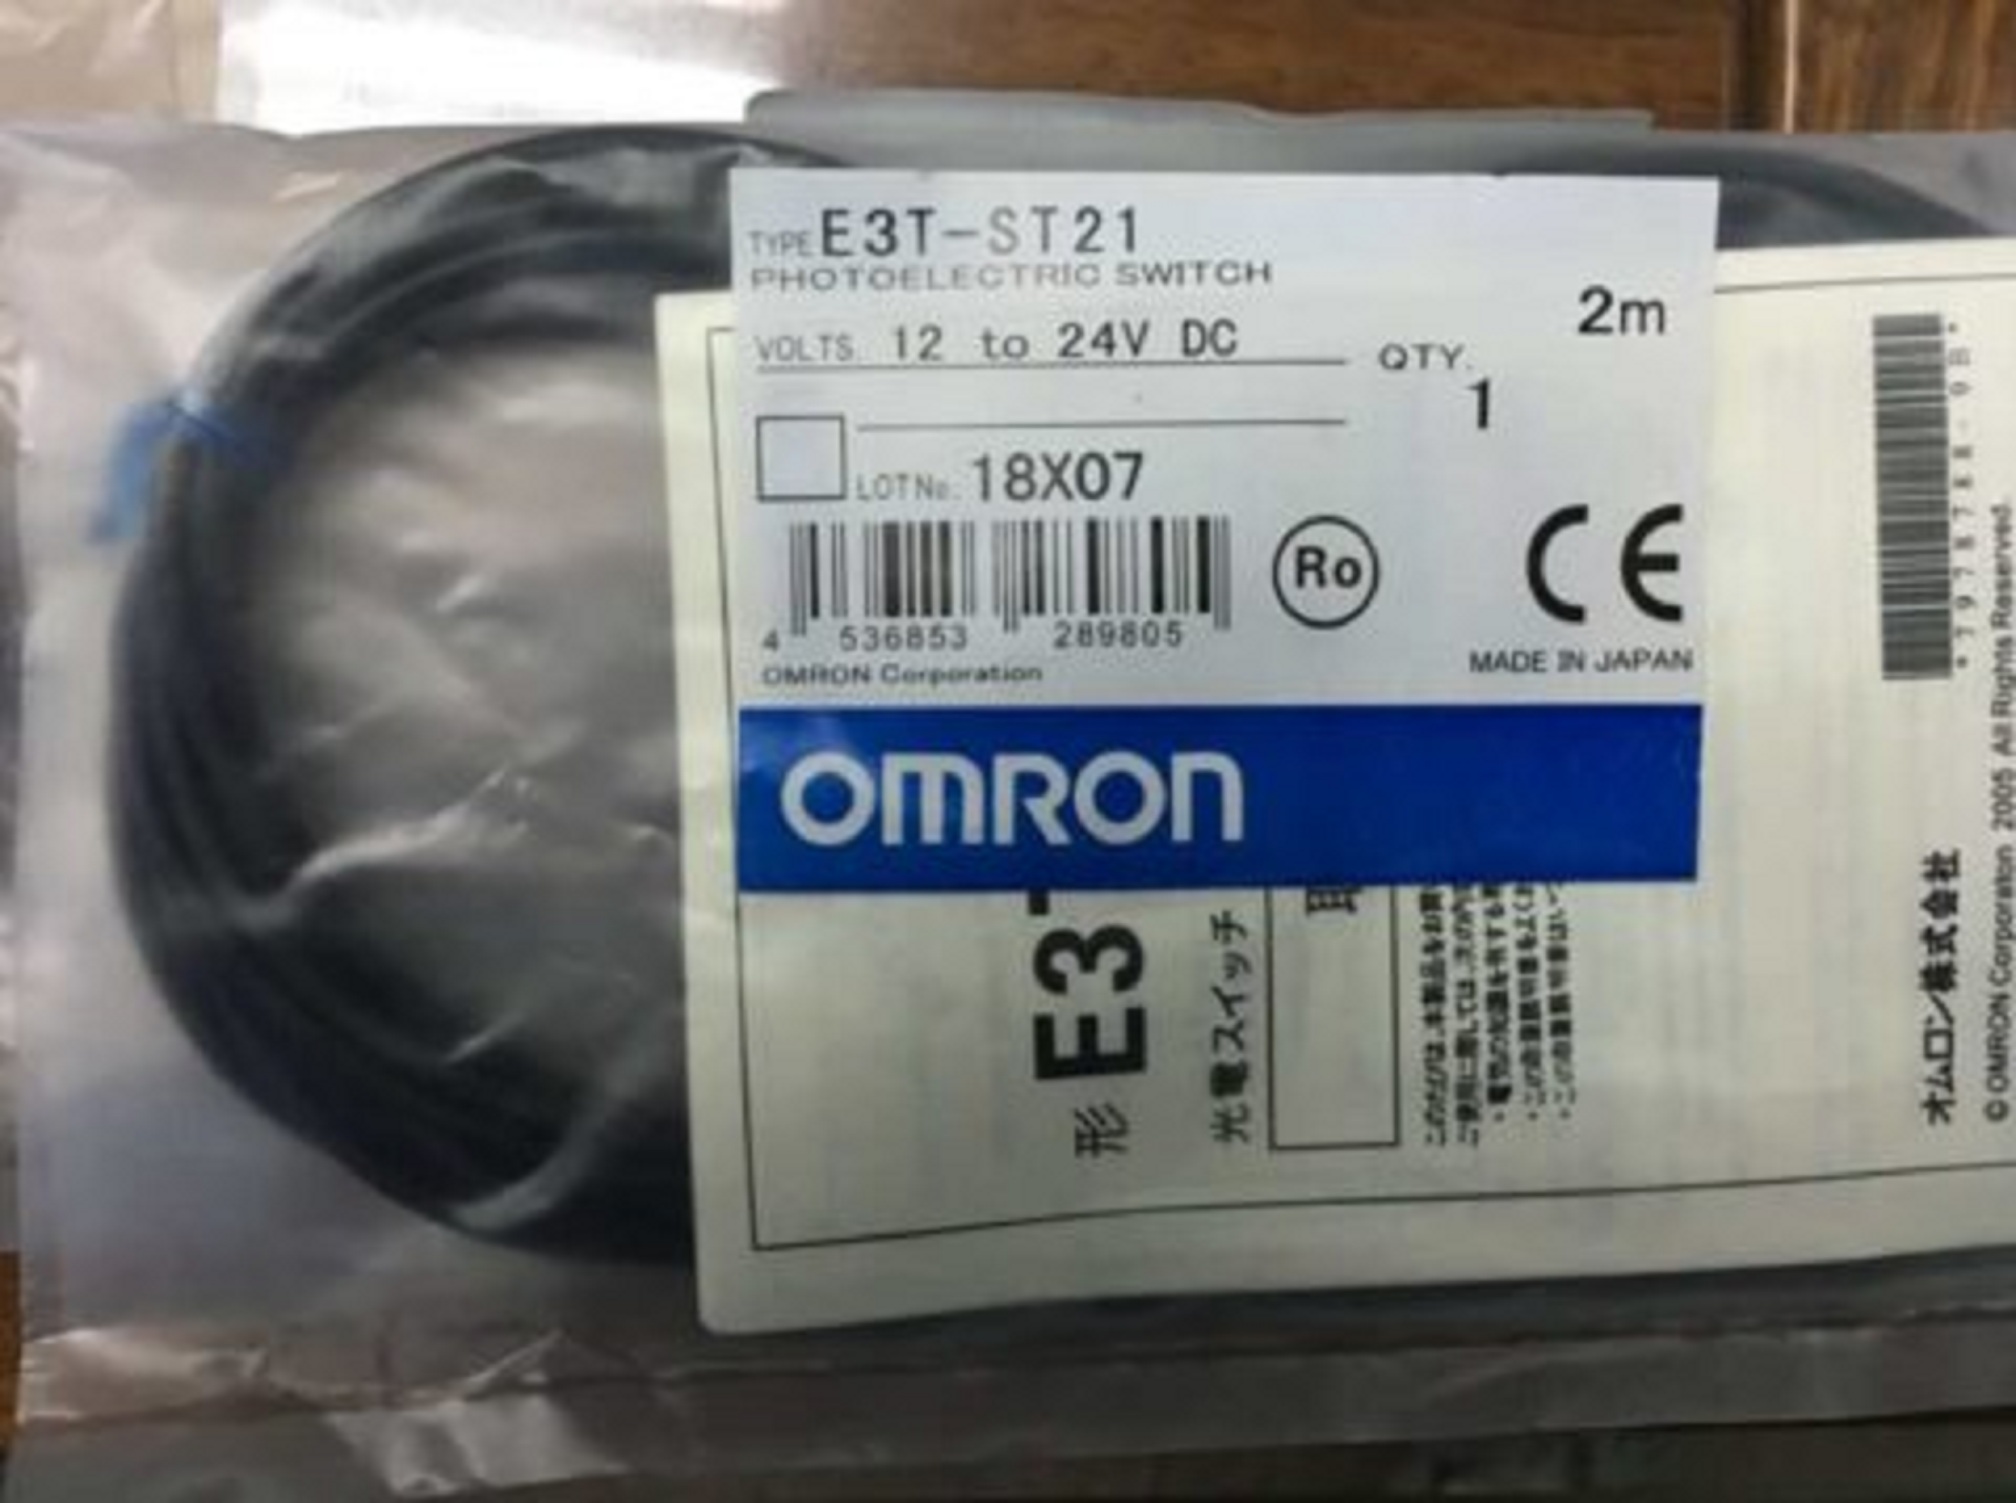 TYPE E3T-ST21
PHOTOELECTRIC SWITCH
2m
VOLTS. 12 to 24V DC
QTY.
1
LOT No. 18X07
4 536853 289805
Ro
CE
OMRON Corporation
MADE IN JAPAN
OMRON
形 E3
光電スイッチ
取
オムロン株式会社
© OMRON Corporation 2005 All Rights Reserved.